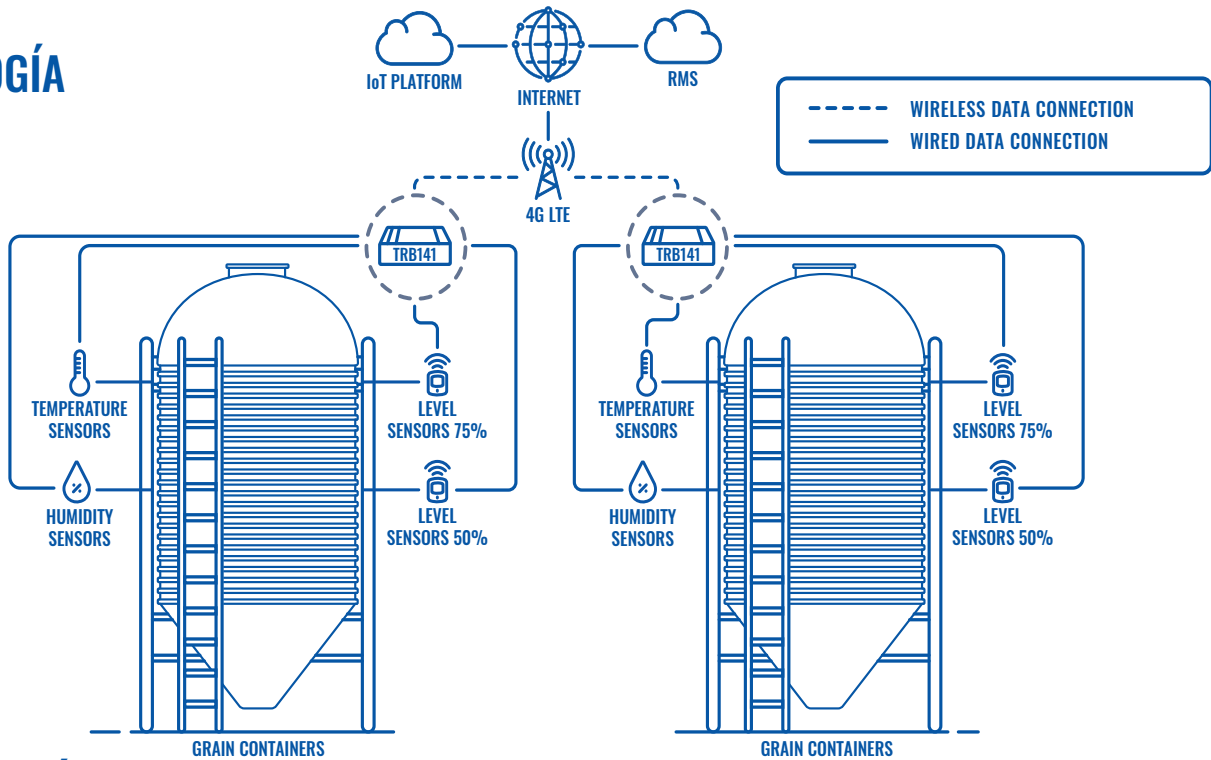 OGÍA
IoT PLATFORM
INTERNET
RMS
WIRELESS DATA CONNECTION
WIRED DATA CONNECTION
4G LTE
TRB141
TRB141
TEMPERATURE
SENSORS
LEVEL
SENSORS 75%
HUMIDITY
SENSORS
LEVEL
SENSORS 50%
TEMPERATURE
SENSORS
LEVEL
SENSORS 75%
HUMIDITY
SENSORS
LEVEL
SENSORS 50%
GRAIN CONTAINERS
GRAIN CONTAINERS